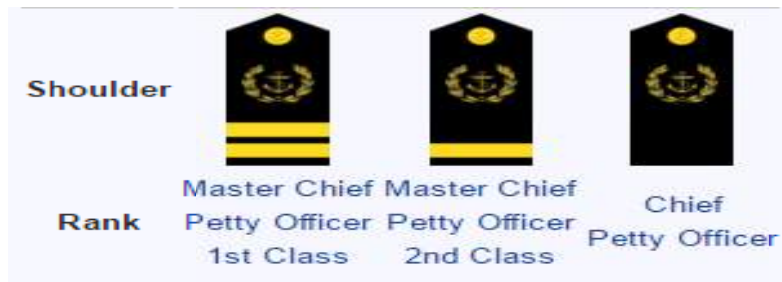 Shoulder
Rank
Master Chief
Petty Officer
1st Class
Master Chief
Petty Officer
2nd Class
Chief
Petty Officer